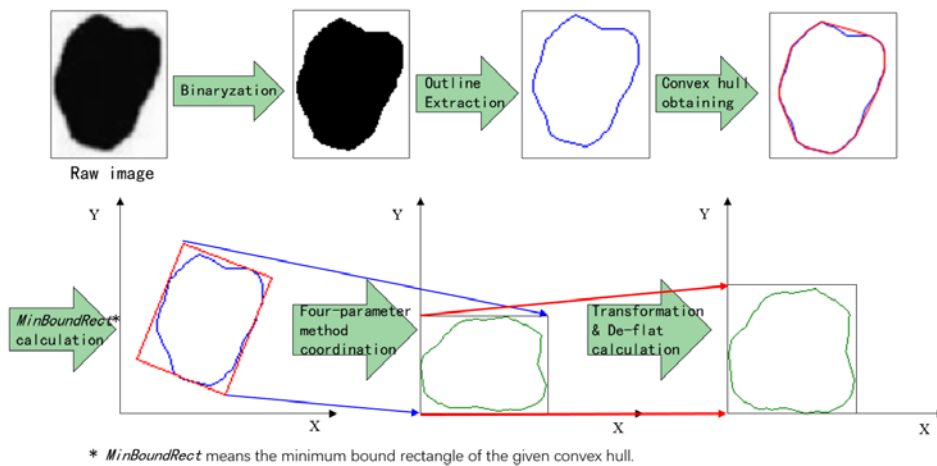 Binaryzation
Outline
Extraction
Convex hull
obtaining
Raw image
Y
Y
Y
MinBoundRect*
calculation
Four-parameter
method
coordination
Transformation
& De-flat
calculation
X
X
X
* MinBoundRect means the minimum bound rectangle of the given convex hull.